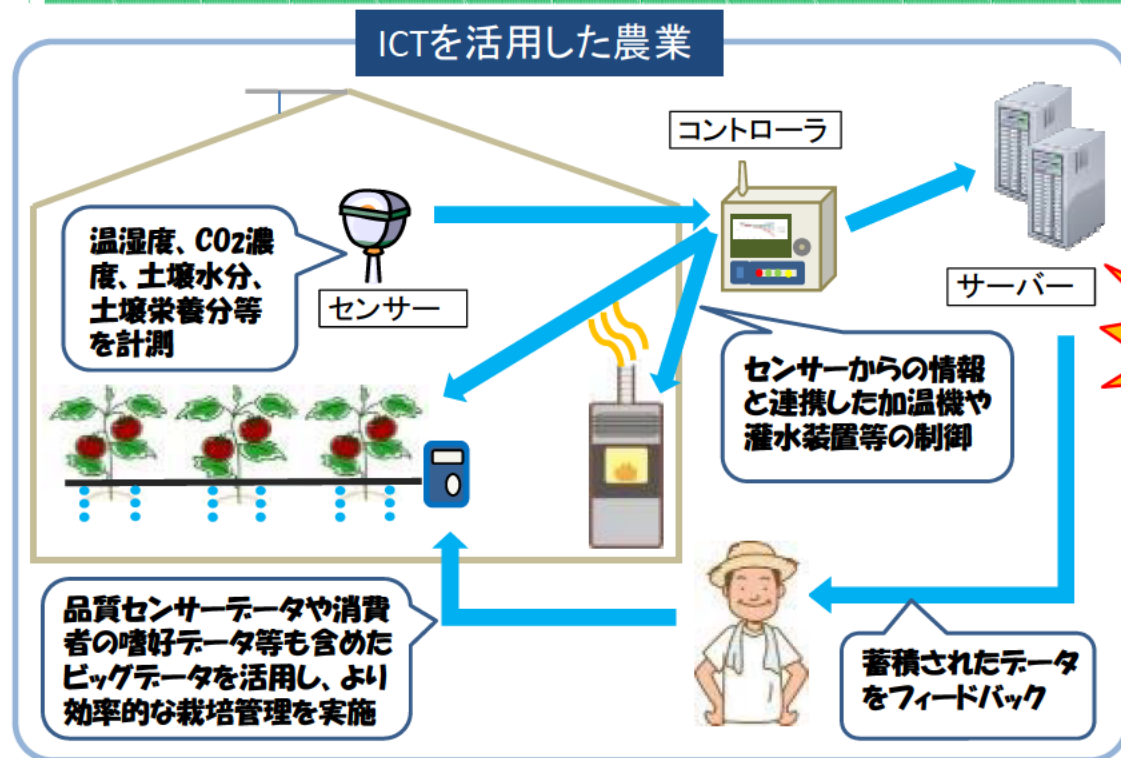 ICTを活用した農業
コントローラ
温湿度、CO2濃
度、土壌水分、
土壌栄養分等
を計測
センサー
サーバー
センサーからの情報
と連携した加温機や
灌水装置等の制御
品質センサーデータや消費
者の嗜好データ等も含めた
ビッグデータを活用し、より
効率的な栽培管理を実施
蓄積されたデータ
をフィードバック